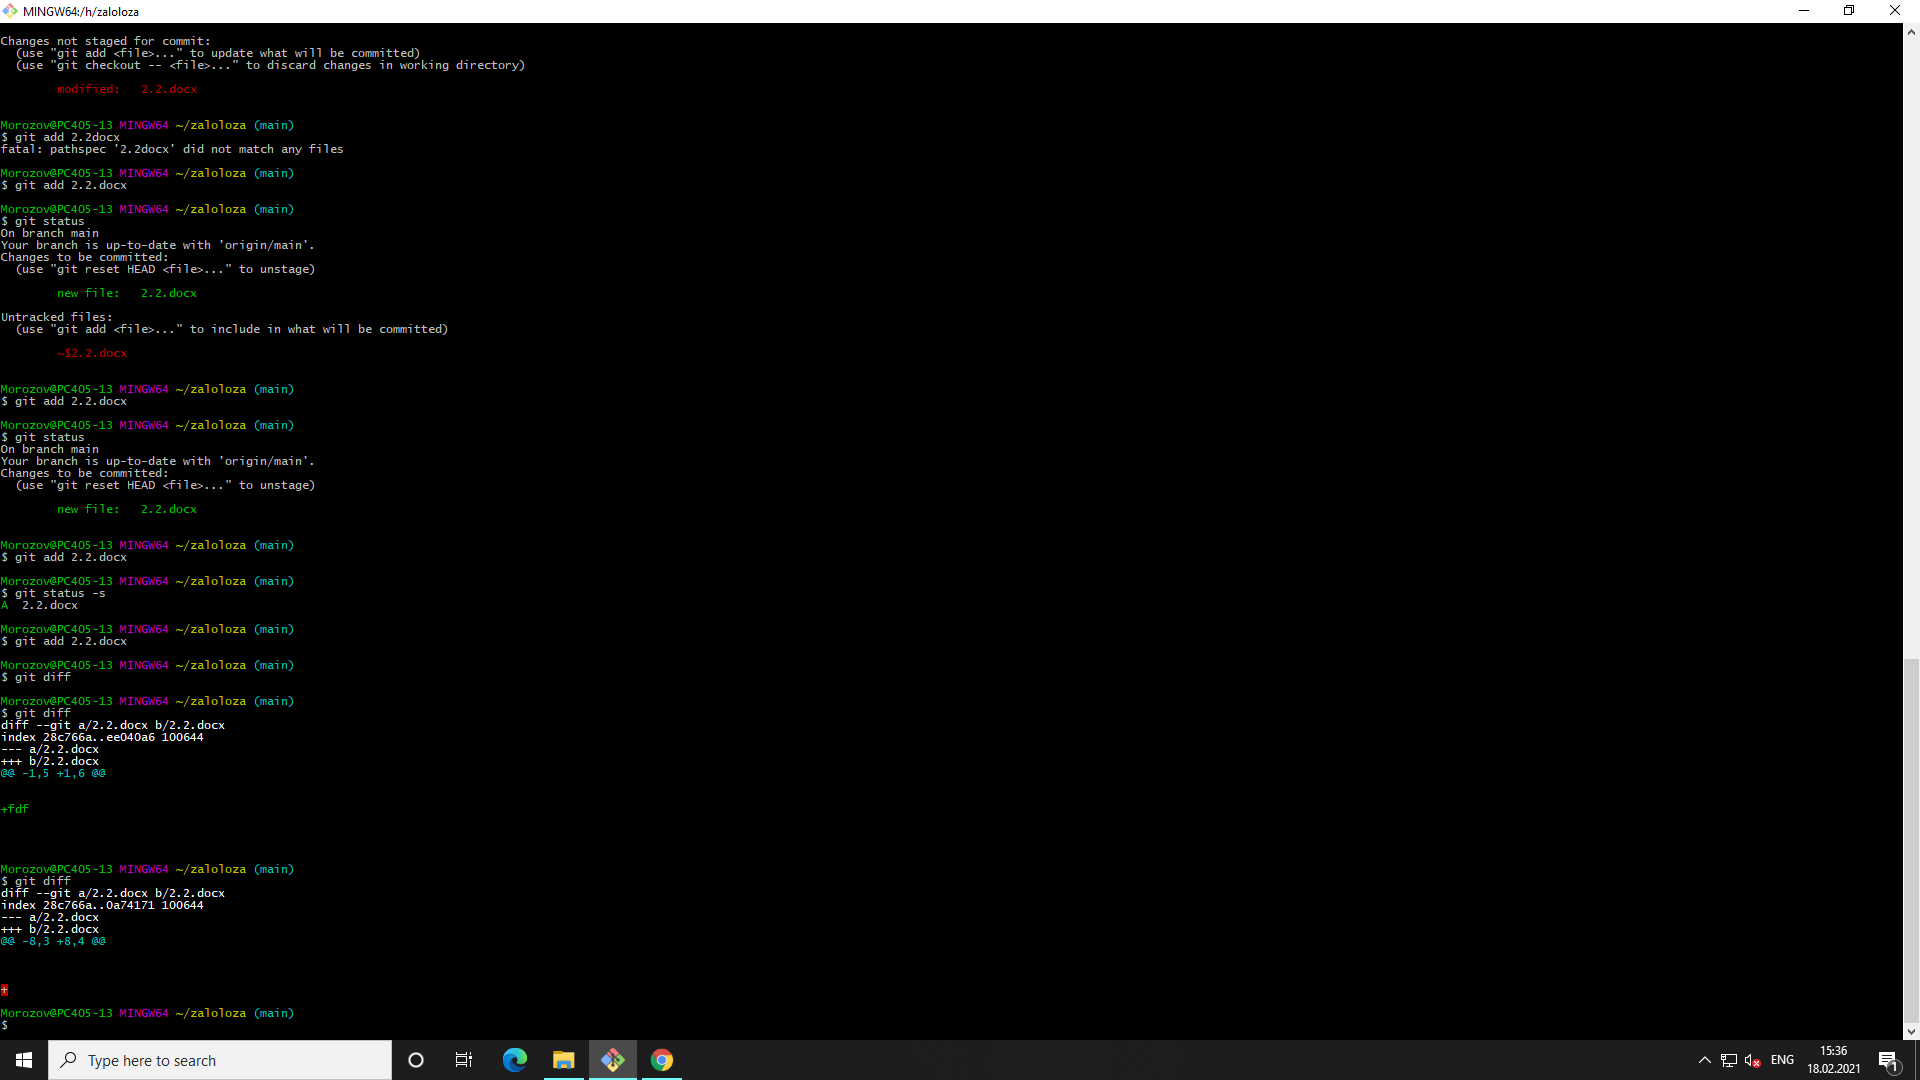 MINGW64:/h/zaloloza
Changes not staged for commit:
  (use "git add <file>..." to update what will be committed)
  (use "git checkout -- <file>..." to discard changes in working directory)
        modified:   2.2.docx
Morozov@PC405-13 MINGW64 ~/zaloloza (main)
$ git add 2.2docx
fatal: pathspec '2.2docx' did not match any files
Morozov@PC405-13 MINGW64 ~/zaloloza (main)
$ git add 2.2.docx
Morozov@PC405-13 MINGW64 ~/zaloloza (main)
$ git status
On branch main
Your branch is up-to-date with 'origin/main'.
Changes to be committed:
  (use "git reset HEAD <file>..." to unstage)
        new file:   2.2.docx
Untracked files:
  (use "git add <file>..." to include in what will be committed)
        ~$2.2.docx
Morozov@PC405-13 MINGW64 ~/zaloloza (main)
$ git add 2.2.docx
Morozov@PC405-13 MINGW64 ~/zaloloza (main)
$ git status
On branch main
Your branch is up-to-date with 'origin/main'.
Changes to be committed:
  (use "git reset HEAD <file>..." to unstage)
        new file:   2.2.docx
Morozov@PC405-13 MINGW64 ~/zaloloza (main)
$ git add 2.2.docx
Morozov@PC405-13 MINGW64 ~/zaloloza (main)
$ git status -s
A  2.2.docx
Morozov@PC405-13 MINGW64 ~/zaloloza (main)
$ git add 2.2.docx
Morozov@PC405-13 MINGW64 ~/zaloloza (main)
$ git diff
Morozov@PC405-13 MINGW64 ~/zaloloza (main)
$ git diff
diff --git a/2.2.docx b/2.2.docx
index 28c766a..ee040a6 100644
--- a/2.2.docx
+++ b/2.2.docx
@@ -1,5 +1,6 @@
+fdf
Morozov@PC405-13 MINGW64 ~/zaloloza (main)
$ git diff
diff --git a/2.2.docx b/2.2.docx
index 28c766a..0a74171 100644
--- a/2.2.docx
+++ b/2.2.docx
@@ -8,3 +8,4 @@
+
Morozov@PC405-13 MINGW64 ~/zaloloza (main)
$
Type here to search
ENG
15:36
18.02.2021
1